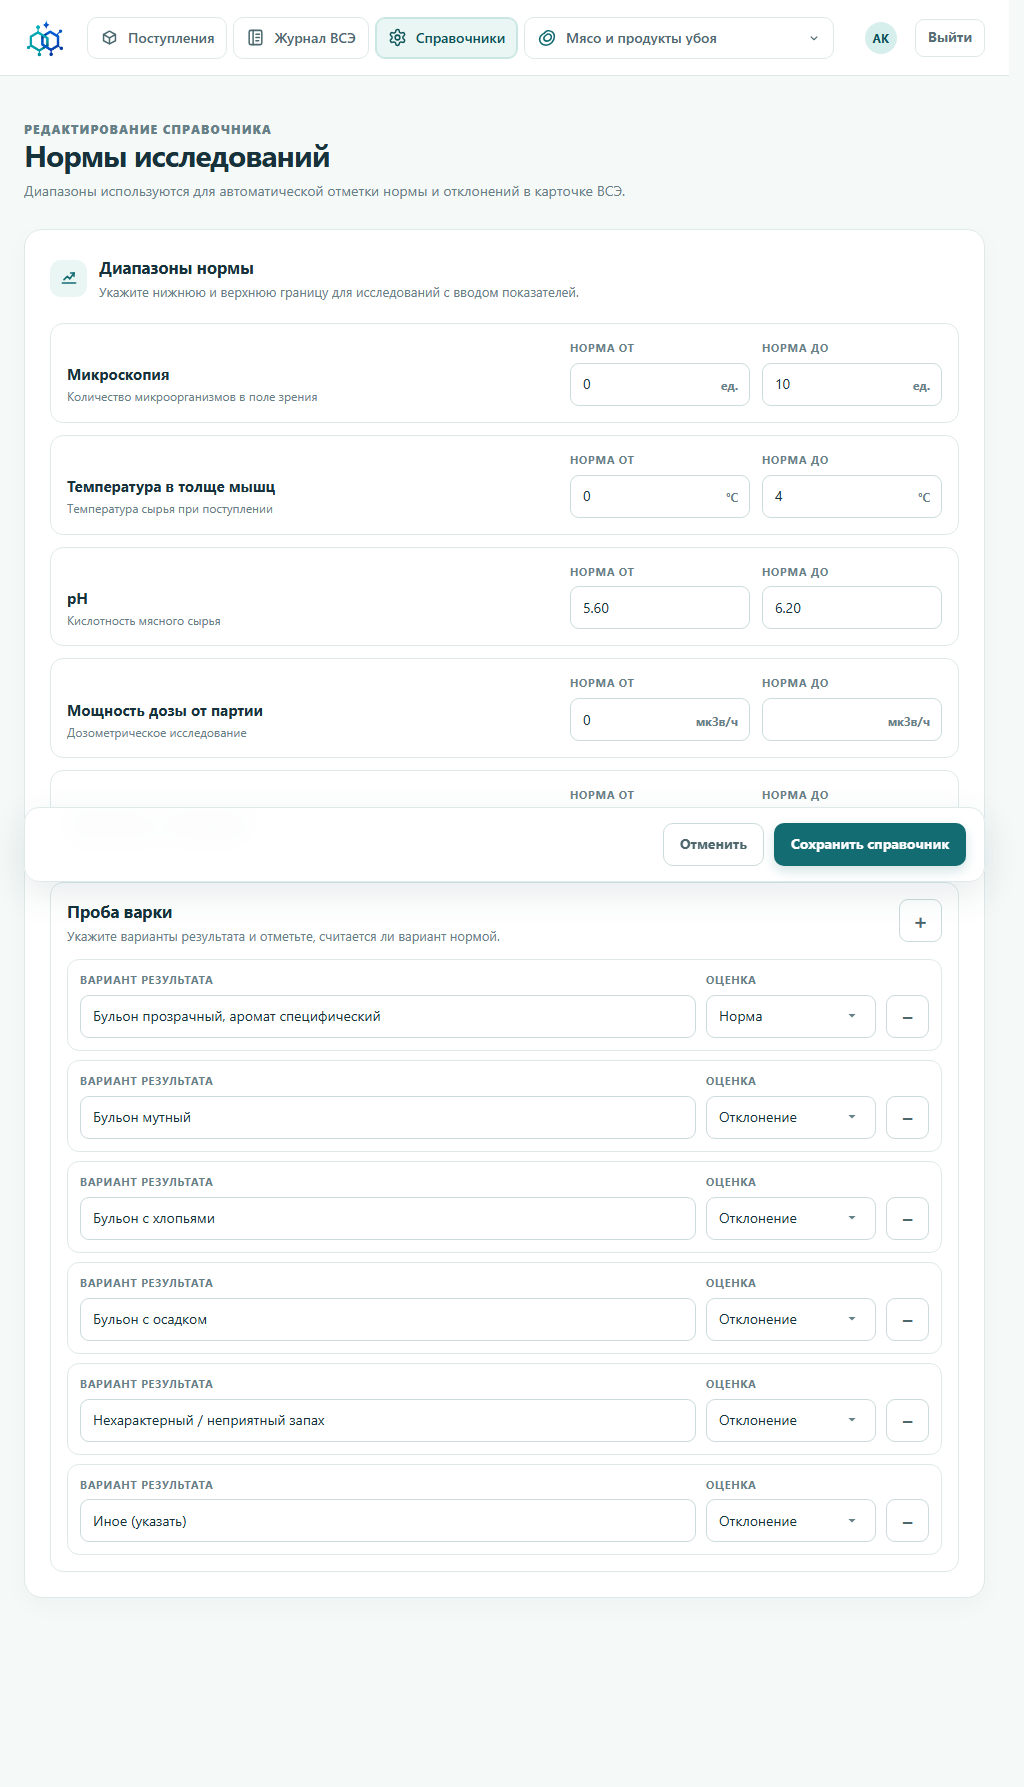 Поступления
Журнал ВСЭ
Справочники
Мясо и продукты убоя
АК
Выйти
РЕДАКТИРОВАНИЕ СПРАВОЧНИКА
Нормы исследований
Диапазоны используются для автоматической отметки нормы и отклонений в карточке ВСЭ.
Диапазоны нормы
Укажите нижнюю и верхнюю границу для исследований с вводом показателей.
НОРМА ОТ НОРМА ДО
Микроскопия
Количество микроорганизмов в поле зрения
0 ед. 10 ед.
НОРМА ОТ НОРМА ДО
Температура в толще мышц
Температура сырья при поступлении
0 °C 4 °C
НОРМА ОТ НОРМА ДО
pH
Кислотность мясного сырья
5.60 6.20
НОРМА ОТ НОРМА ДО
Мощность дозы от партии
Дозометрическое исследование
0 мкЗв/ч мкЗв/ч
НОРМА ОТ НОРМА ДО
Отменить
Сохранить справочник
Проба варки
Укажите варианты результата и отметьте, считается ли вариант нормой.
+
ВАРИАНТ РЕЗУЛЬТАТА ОЦЕНКА
Бульон прозрачный, аромат специфический Норма −
ВАРИАНТ РЕЗУЛЬТАТА ОЦЕНКА
Бульон мутный Отклонение −
ВАРИАНТ РЕЗУЛЬТАТА ОЦЕНКА
Бульон с хлопьями Отклонение −
ВАРИАНТ РЕЗУЛЬТАТА ОЦЕНКА
Бульон с осадком Отклонение −
ВАРИАНТ РЕЗУЛЬТАТА ОЦЕНКА
Нехарактерный / неприятный запах Отклонение −
ВАРИАНТ РЕЗУЛЬТАТА ОЦЕНКА
Иное (указать) Отклонение −